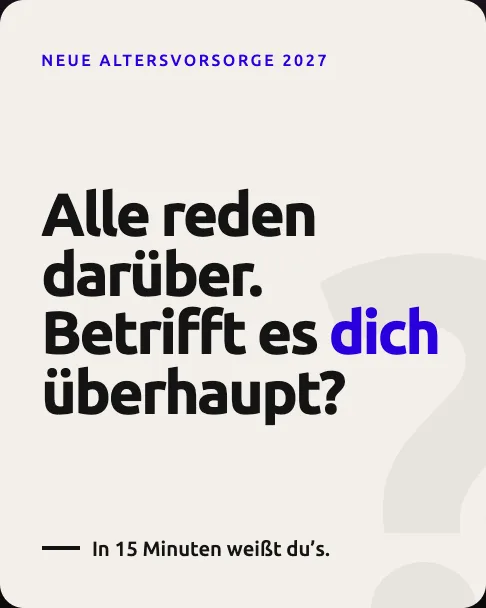 NEUE ALTERSVORSORGE 2027
Alle reden
darüber.
Betrifft es dich
überhaupt?
In 15 Minuten weißt du’s.